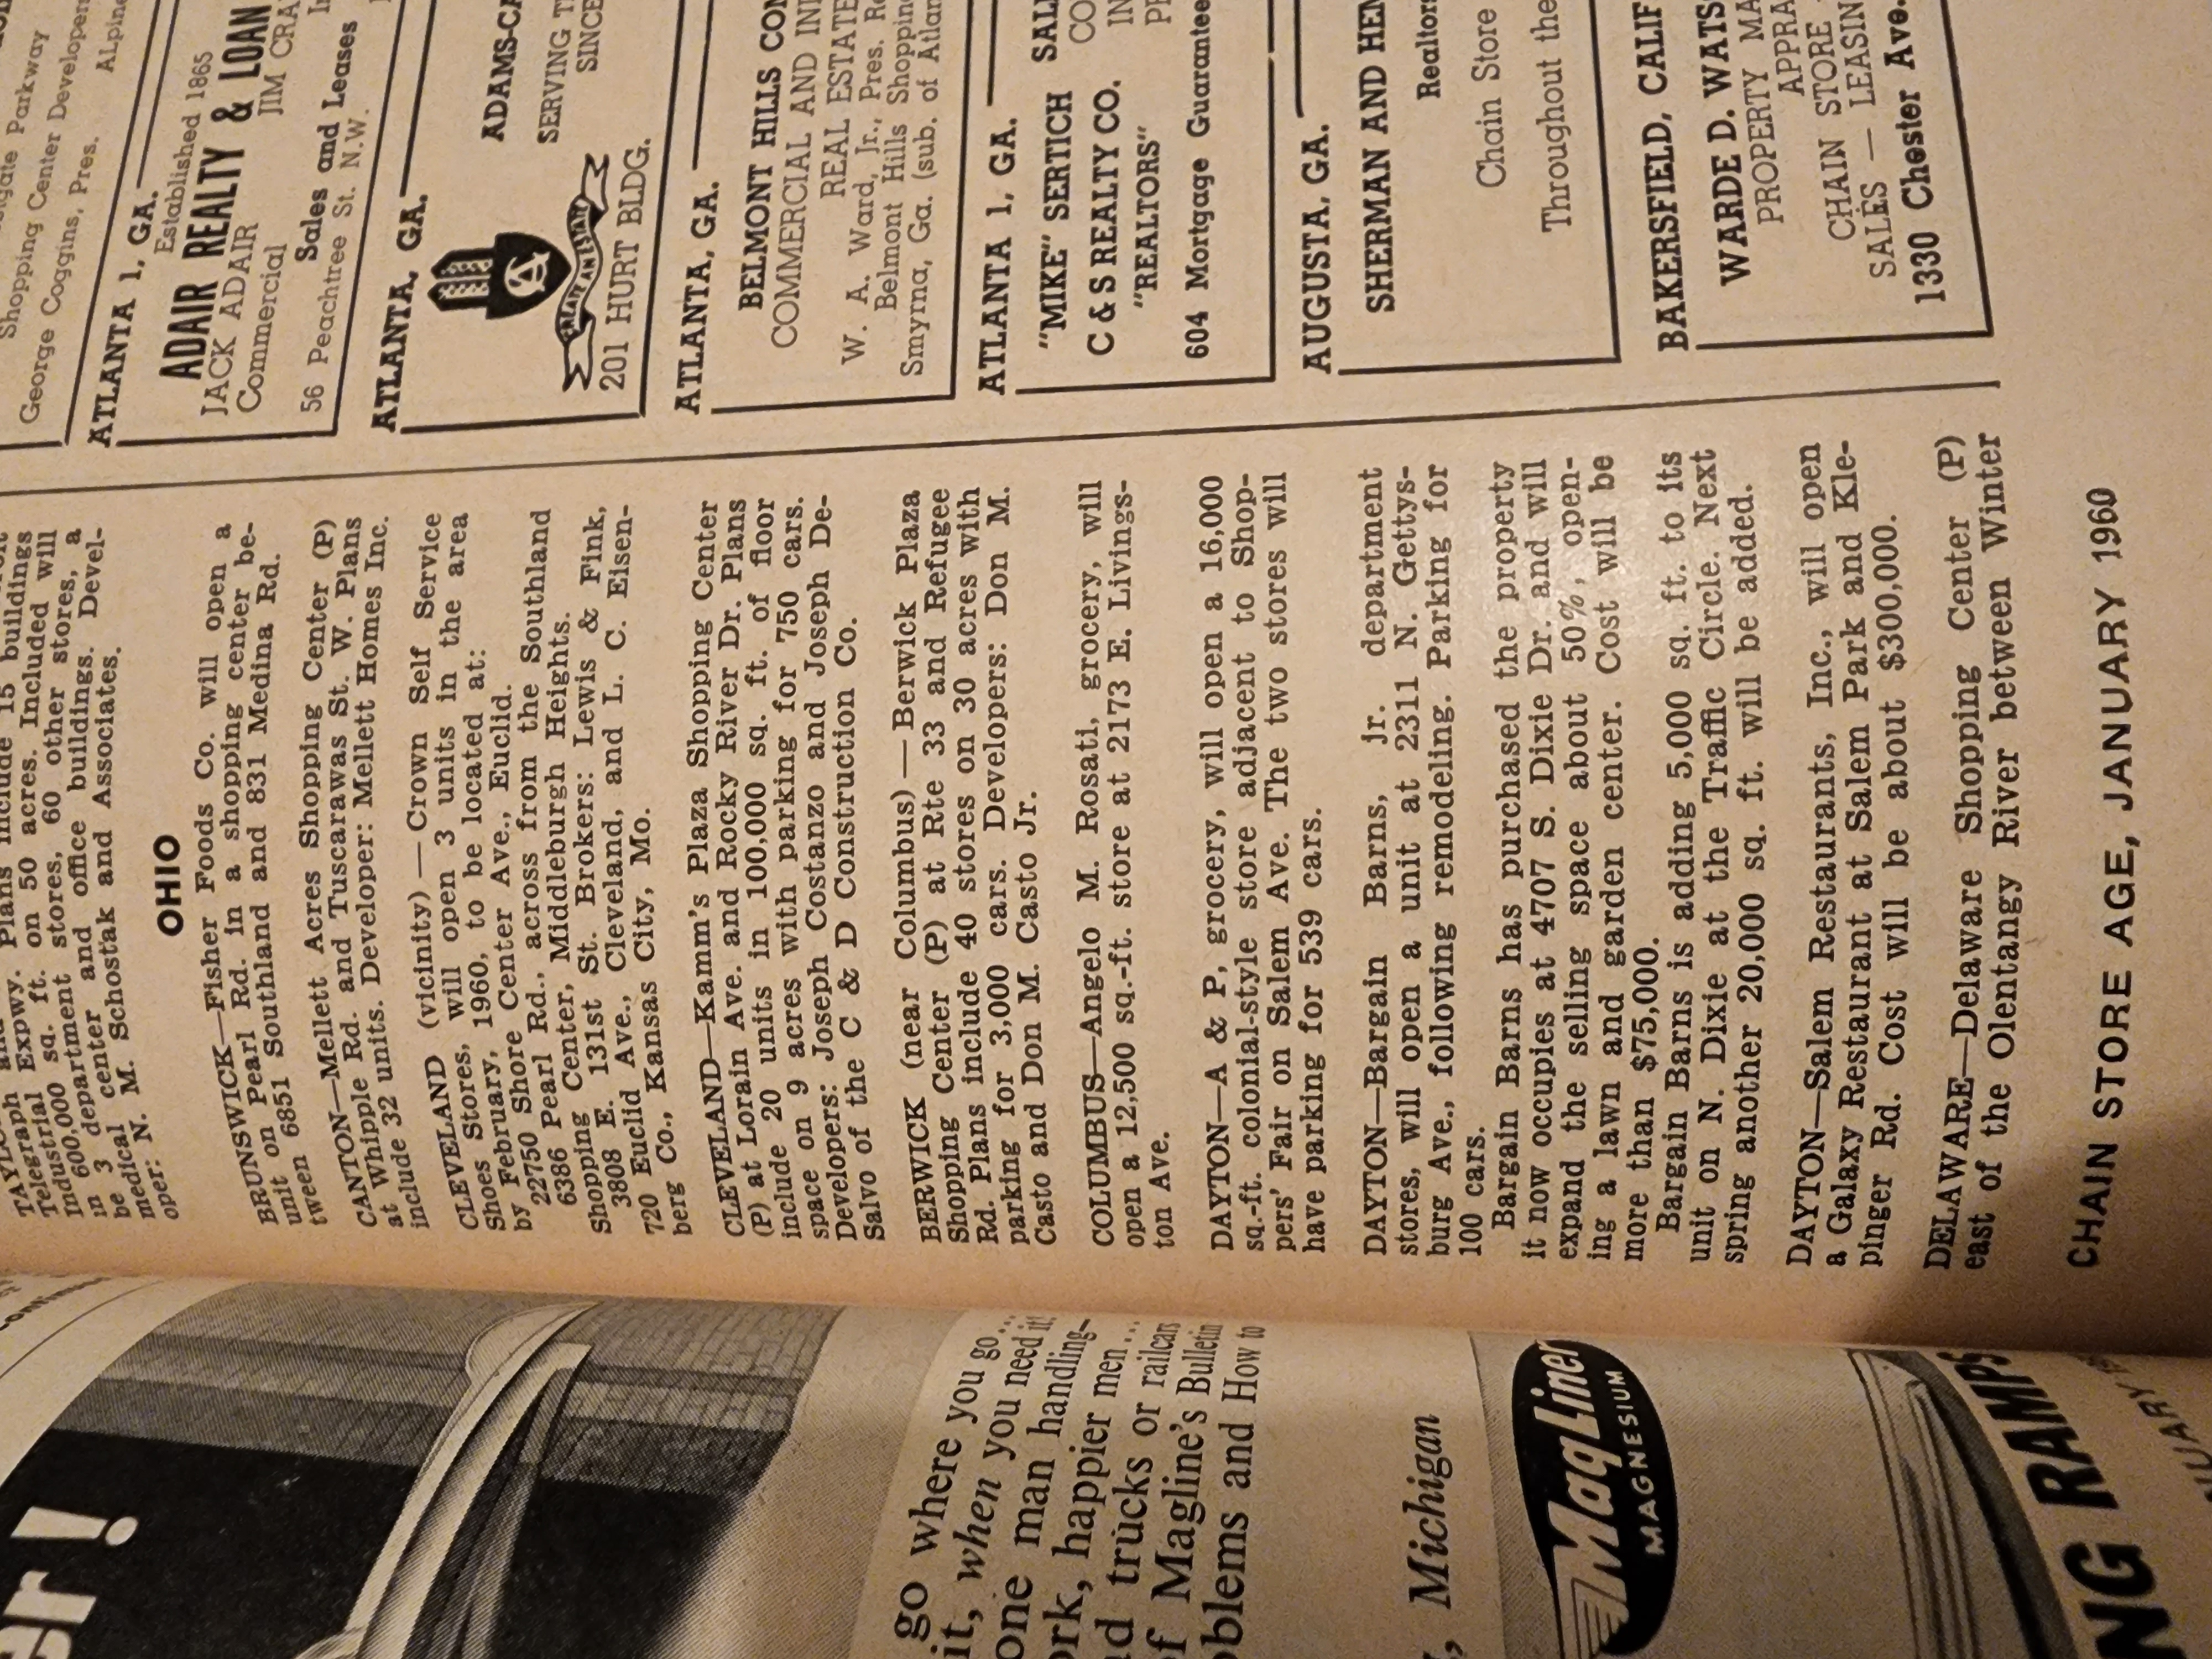 TAYLOR
Telegraph and
Industrial Expwy. Plans include 15 buildings
in 600,000 sq. ft. on 50 acres. Included will
be 3 department stores, 60 other stores, a
medical center and office buildings. Devel-
oper: N. M. Schostak and Associates.
OHIO
BRUNSWICK—Fisher Foods Co. will open a
unit on Pearl Rd. in a shopping center be-
tween 6851 Southland and 831 Medina Rd.
CANTON—Mellett Acres Shopping Center (P)
at Whipple Rd. and Tuscarawas St. W. Plans
include 32 units. Developer: Mellett Homes Inc.
CLEVELAND (vicinity)—Crown Self Service
Shoes Stores, will open 3 units in the area
by February, 1960, to be located at:
22750 Shore Center Ave., Euclid.
6386 Pearl Rd., across from the Southland
Shopping Center, Middleburgh Heights.
3808 E. 131st St. Brokers: Lewis & Fink,
720 Euclid Ave., Cleveland, and L. C. Eisen-
berg Co., Kansas City, Mo.
CLEVELAND—Kamm's Plaza Shopping Center
(P) at Lorain Ave. and Rocky River Dr. Plans
include 20 units in 100,000 sq. ft. of floor
space on 9 acres with parking for 750 cars.
Developers: Joseph Costanzo and Joseph De-
Salvo of the C & D Construction Co.
BERWICK (near Columbus)—Berwick Plaza
Shopping Center (P) at Rte 33 and Refugee
Rd. Plans include 40 stores on 30 acres with
parking for 3,000 cars. Developers: Don M.
Casto and Don M. Casto Jr.
COLUMBUS—Angelo M. Rosati, grocery, will
open a 12,500 sq.-ft. store at 2173 E. Livings-
ton Ave.
DAYTON—A & P, grocery, will open a 16,000
sq.-ft. colonial-style store adjacent to Shop-
pers' Fair on Salem Ave. The two stores will
have parking for 539 cars.
DAYTON—Bargain Barns, jr. department
stores, will open a unit at 2311 N. Gettys-
burg Ave., following remodeling. Parking for
100 cars.
Bargain Barns has purchased the property
it now occupies at 4707 S. Dixie Dr. and will
expand the selling space about 50%, open-
ing a lawn and garden center. Cost will be
more than $75,000.
Bargain Barns is adding 5,000 sq. ft. to its
unit on N. Dixie at the Traffic Circle. Next
spring another 20,000 sq. ft. will be added.
DAYTON—Salem Restaurants, Inc., will open
a Galaxy Restaurant at Salem Park and Kle-
pinger Rd. Cost will be about $300,000.
DELAWARE—Delaware Shopping Center (P)
east of the Olentangy River between Winter
CHAIN STORE AGE, JANUARY 1960
Parkway
Shopping Center Developer
George Coggins, Pres. Alpine
ATLANTA 1, GA.
Established 1865
ADAIR REALTY & LOAN
JACK ADAIR JIM CRA
Commercial
Sales and Leases
56 Peachtree St. N.W.
ATLANTA, GA.
ADAMS-CA
SERVING T
SINCE
CREATE AN ESTATE
201 HURT BLDG.
ATLANTA, GA.
BELMONT HILLS CO
COMMERCIAL AND IN
REAL ESTATE
W. A. Ward, Jr., Pres. R
Belmont Hills Shopping
Smyrna, Ga. (sub. of Atlan
ATLANTA 1, GA.
"MIKE" SERTICH SAL
C & S REALTY CO. CO
"REALTORS" IN
604 Mortgage Guarantee
AUGUSTA, GA.
SHERMAN AND HEM
Realtors
Chain Store
Throughout the
BAKERSFIELD, CALIF
WARDE D. WATS
PROPERTY MA
APPRA
CHAIN STORE
SALES — LEASIN
1330 Chester Ave.
er!
go where you go...
it, when you need it!
one man handling—
ork, happier men...
d trucks or railcars
of Magline's Bulletin
oblems and How to
, Michigan
MagLiner
MAGNESIUM
NG RAMPS